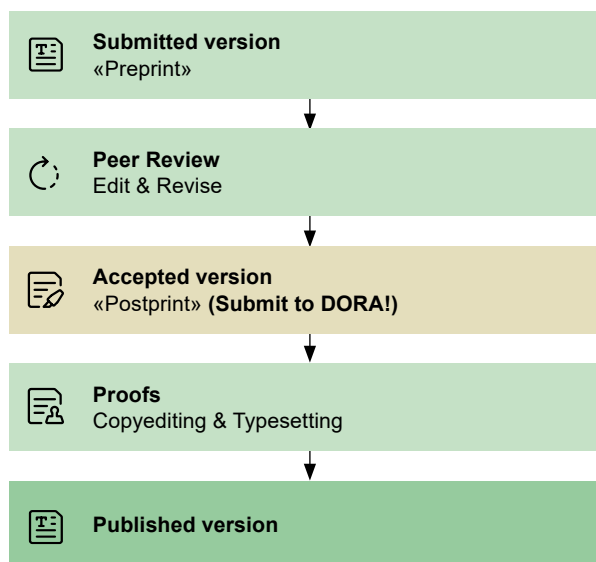 Submitted version
«Preprint»
Peer Review
Edit & Revise
Accepted version
«Postprint» (Submit to DORA!)
Proofs
Copyediting & Typesetting
Published version